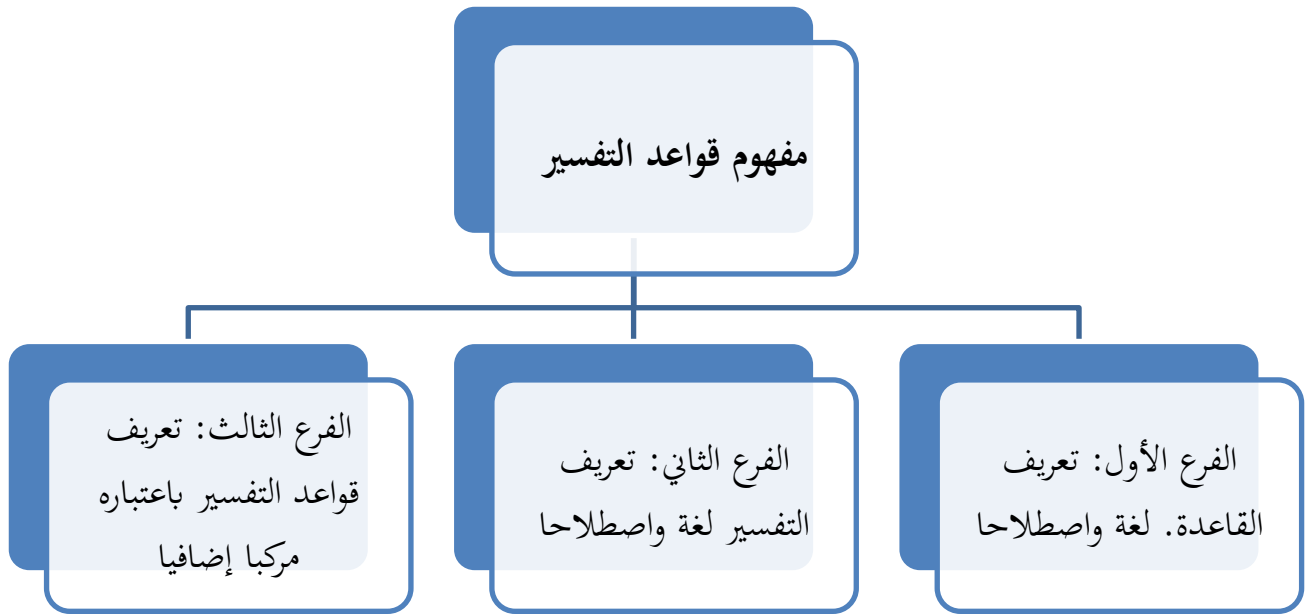 مفهوم قواعد التفسير
الفرع الأول: تعريف
القاعدة. لغة واصطلاحا
الفرع الثاني: تعريف
التفسير لغة واصطلاحا
الفرع الثالث: تعريف
قواعد التفسير باعتباره
مركبا إضافيا